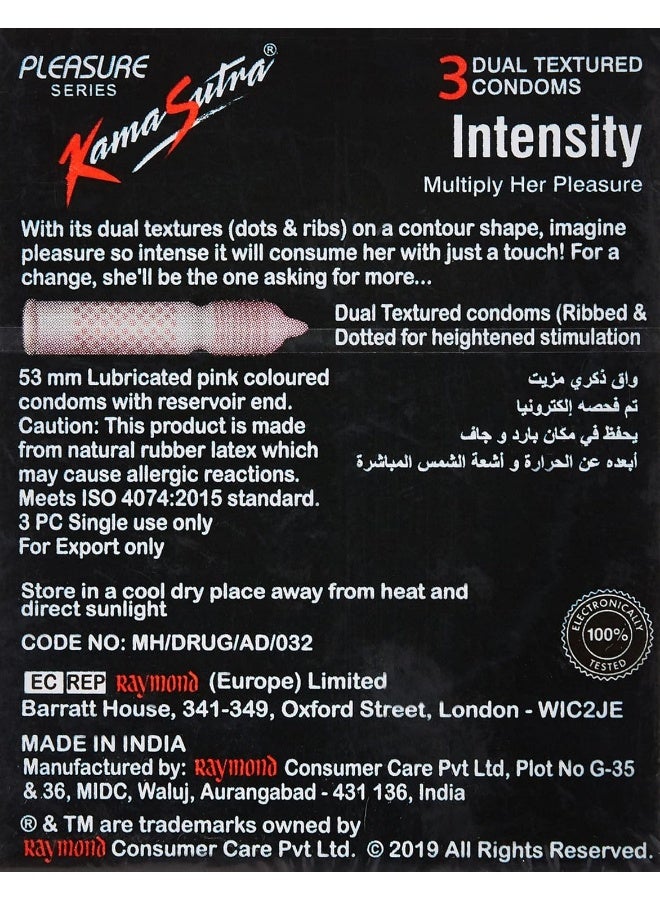 PLEASURE
SERIES
KamaSutra®
3 DUAL TEXTURED
CONDOMS
Intensity
Multiply Her Pleasure
With its dual textures (dots & ribs) on a contour shape, imagine
pleasure so intense it will consume her with just a touch! For a
change, she'll be the one asking for more...
Dual Textured condoms (Ribbed &
Dotted for heightened stimulation
53 mm Lubricated pink coloured
condoms with reservoir end.
Caution: This product is made
from natural rubber latex which
may cause allergic reactions.
Meets ISO 4074:2015 standard.
3 PC Single use only
For Export only
واق ذكري مزيت
تم فحصه إلكترونيا
يحفظ في مكان بارد و جاف
أبعده عن الحرارة و أشعة الشمس المباشرة
Store in a cool dry place away from heat and
direct sunlight
CODE NO: MH/DRUG/AD/032
ELECTRONICALLY
100%
TESTED
EC REP Raymond (Europe) Limited
Barratt House, 341-349, Oxford Street, London - WIC2JE
MADE IN INDIA
Manufactured by: Raymond Consumer Care Pvt Ltd, Plot No G-35
& 36, MIDC, Waluj, Aurangabad - 431 136, India
® & TM are trademarks owned by
Raymond Consumer Care Pvt Ltd. © 2019 All Rights Reserved.